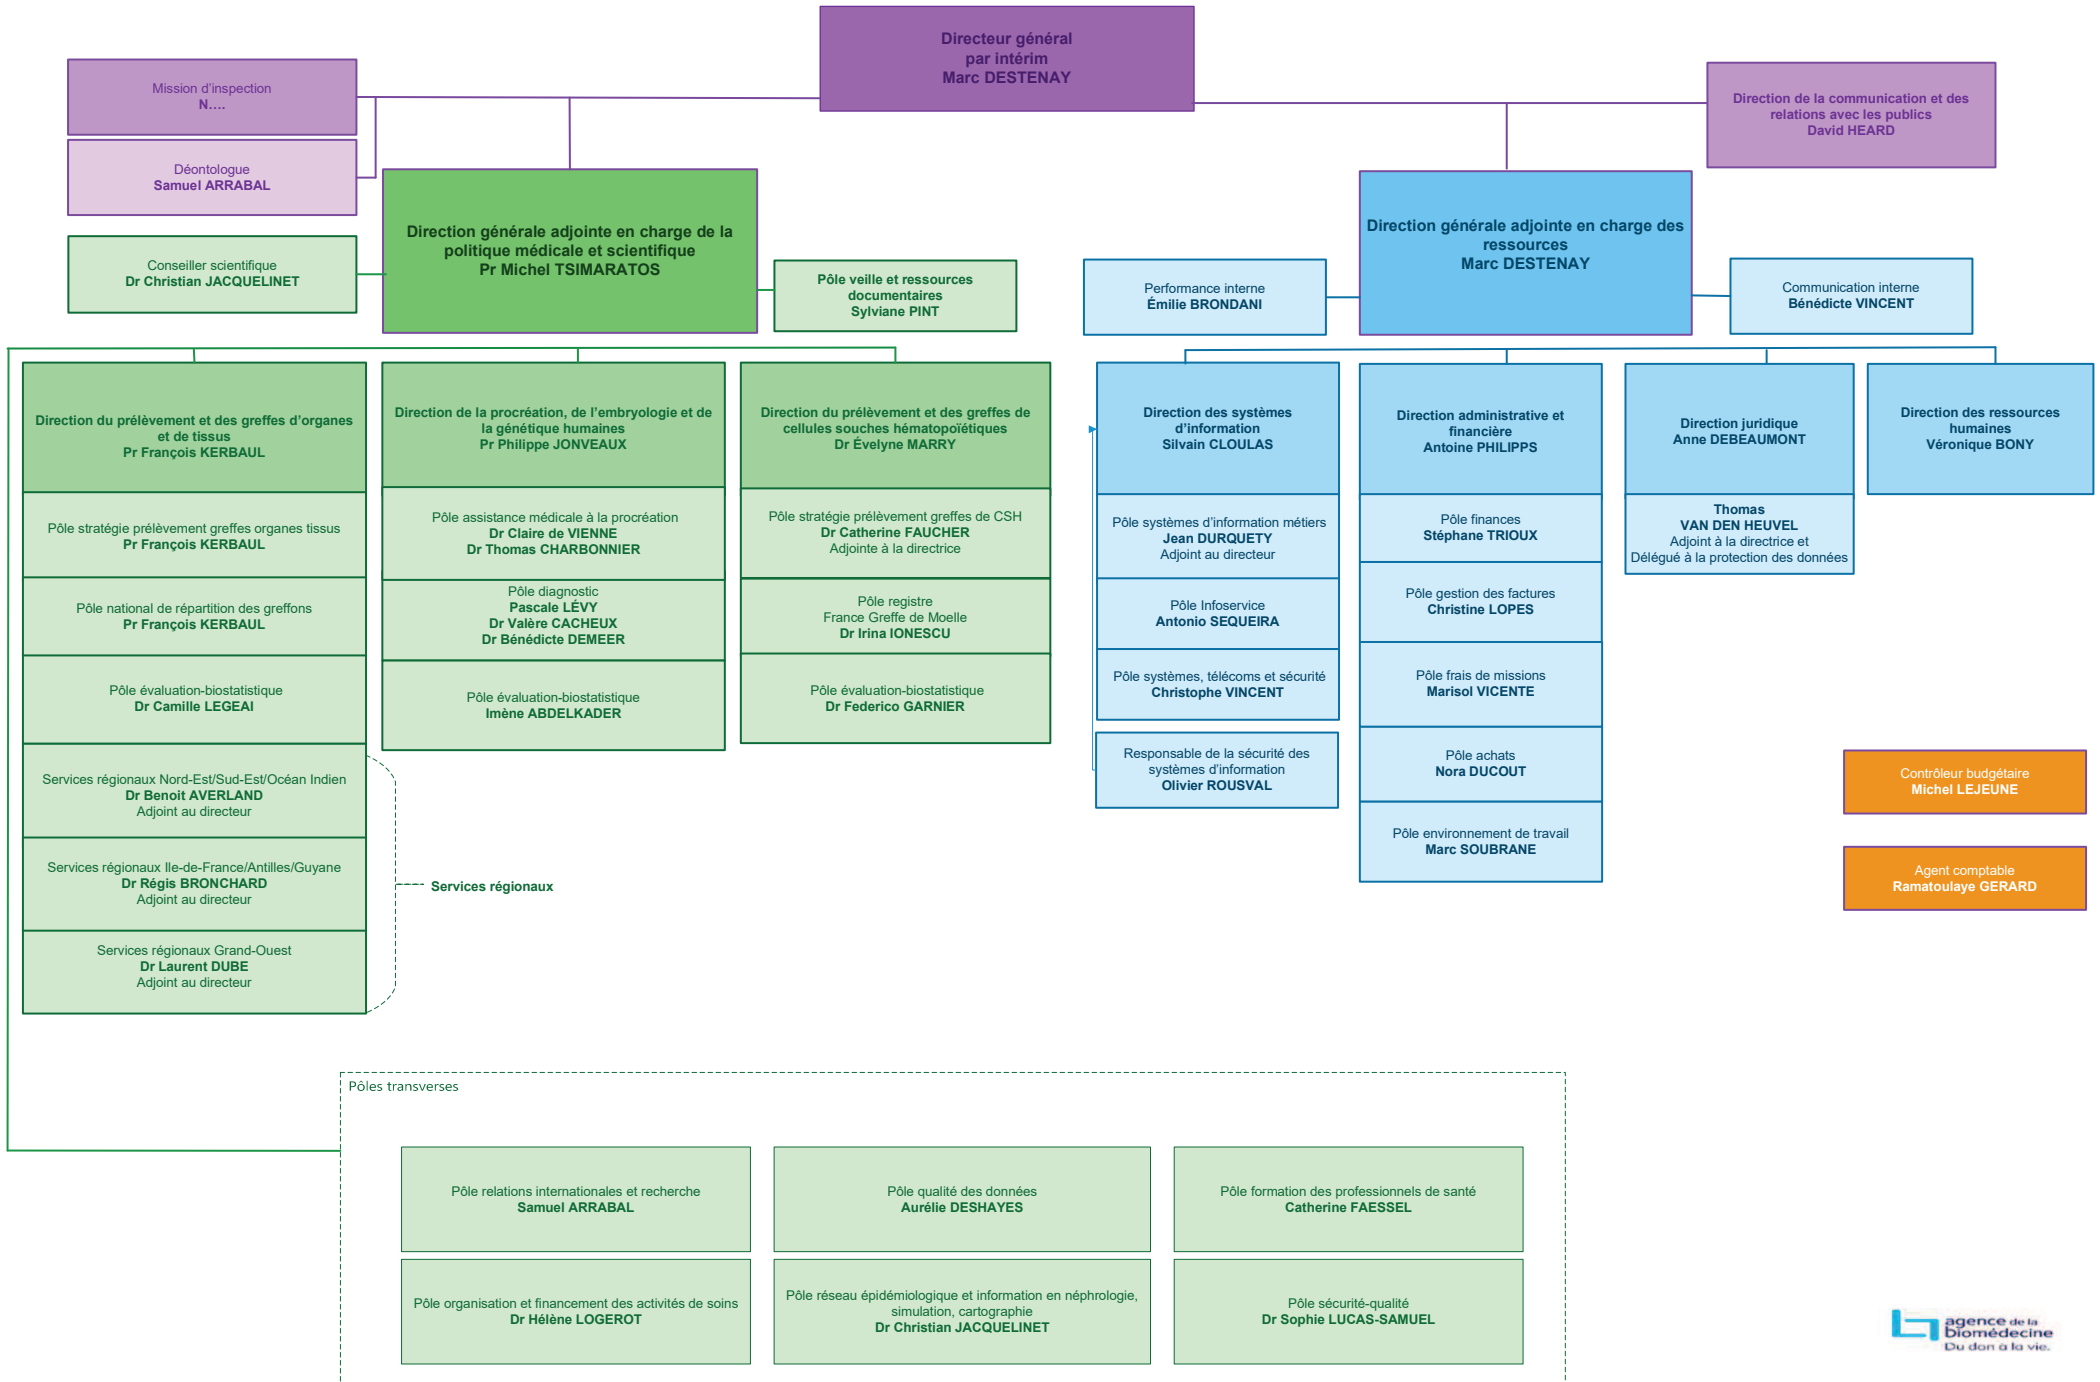 Directeur général
par intérim
Marc DESTENAY
Mission d'inspection
N....
Déontologue
Samuel ARRABAL
Direction de la communication et des
relations avec les publics
David HEARD
Direction générale adjointe en charge de la
politique médicale et scientifique
Pr Michel TSIMARATOS
Conseiller scientifique
Dr Christian JACQUELINET
Pôle veille et ressources
documentaires
Sylviane PINT
Direction générale adjointe en charge des
ressources
Marc DESTENAY
Performance interne
Émilie BRONDANI
Communication interne
Bénédicte VINCENT
Direction du prélèvement et des greffes d'organes
et de tissus
Pr François KERBAUL
Pôle stratégie prélèvement greffes organes tissus
Pr François KERBAUL
Pôle national de répartition des greffons
Pr François KERBAUL
Pôle évaluation-biostatistique
Dr Camille LEGEAI
Services régionaux Nord-Est/Sud-Est/Océan Indien
Dr Benoit AVERLAND
Adjoint au directeur
Services régionaux Ile-de-France/Antilles/Guyane
Dr Régis BRONCHARD
Adjoint au directeur
Services régionaux Grand-Ouest
Dr Laurent DUBE
Adjoint au directeur
Services régionaux
Direction de la procréation, de l'embryologie et de
la génétique humaines
Pr Philippe JONVEAUX
Pôle assistance médicale à la procréation
Dr Claire de VIENNE
Dr Thomas CHARBONNIER
Pôle diagnostic
Pascale LÉVY
Dr Valère CACHEUX
Dr Bénédicte DEMEER
Pôle évaluation-biostatistique
Imène ABDELKADER
Direction du prélèvement et des greffes de
cellules souches hématopoïétiques
Dr Évelyne MARRY
Pôle stratégie prélèvement greffes de CSH
Dr Catherine FAUCHER
Adjointe à la directrice
Pôle registre
France Greffe de Moelle
Dr Irina IONESCU
Pôle évaluation-biostatistique
Dr Federico GARNIER
Direction des systèmes
d'information
Silvain CLOULAS
Pôle systèmes d'information métiers
Jean DURQUETY
Adjoint au directeur
Pôle Infoservice
Antonio SEQUEIRA
Pôle systèmes, télécoms et sécurité
Christophe VINCENT
Responsable de la sécurité des
systèmes d'information
Olivier ROUSVAL
Direction administrative et
financière
Antoine PHILIPPS
Pôle finances
Stéphane TRIOUX
Pôle gestion des factures
Christine LOPES
Pôle frais de missions
Marisol VICENTE
Pôle achats
Nora DUCOUT
Pôle environnement de travail
Marc SOUBRANE
Direction juridique
Anne DEBEAUMONT
Thomas
VAN DEN HEUVEL
Adjoint à la directrice et
Délégué à la protection des données
Direction des ressources
humaines
Véronique BONY
Contrôleur budgétaire
Michel LEJEUNE
Agent comptable
Ramatoulaye GERARD
Pôles transverses
Pôle relations internationales et recherche
Samuel ARRABAL
Pôle qualité des données
Aurélie DESHAYES
Pôle formation des professionnels de santé
Catherine FAESSEL
Pôle organisation et financement des activités de soins
Dr Hélène LOGEROT
Pôle réseau épidémiologique et information en néphrologie,
simulation, cartographie
Dr Christian JACQUELINET
Pôle sécurité-qualité
Dr Sophie LUCAS-SAMUEL
agence de la
biomédecine
Du don à la vie.